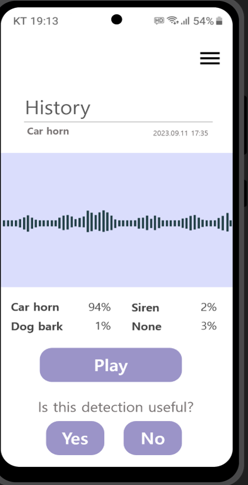 KT 19:13 54%
History
Car horn 2023.09.11 17:35
Car horn 94% Siren 2%
Dog bark 1% None 3%
Play
Is this detection useful?
Yes No